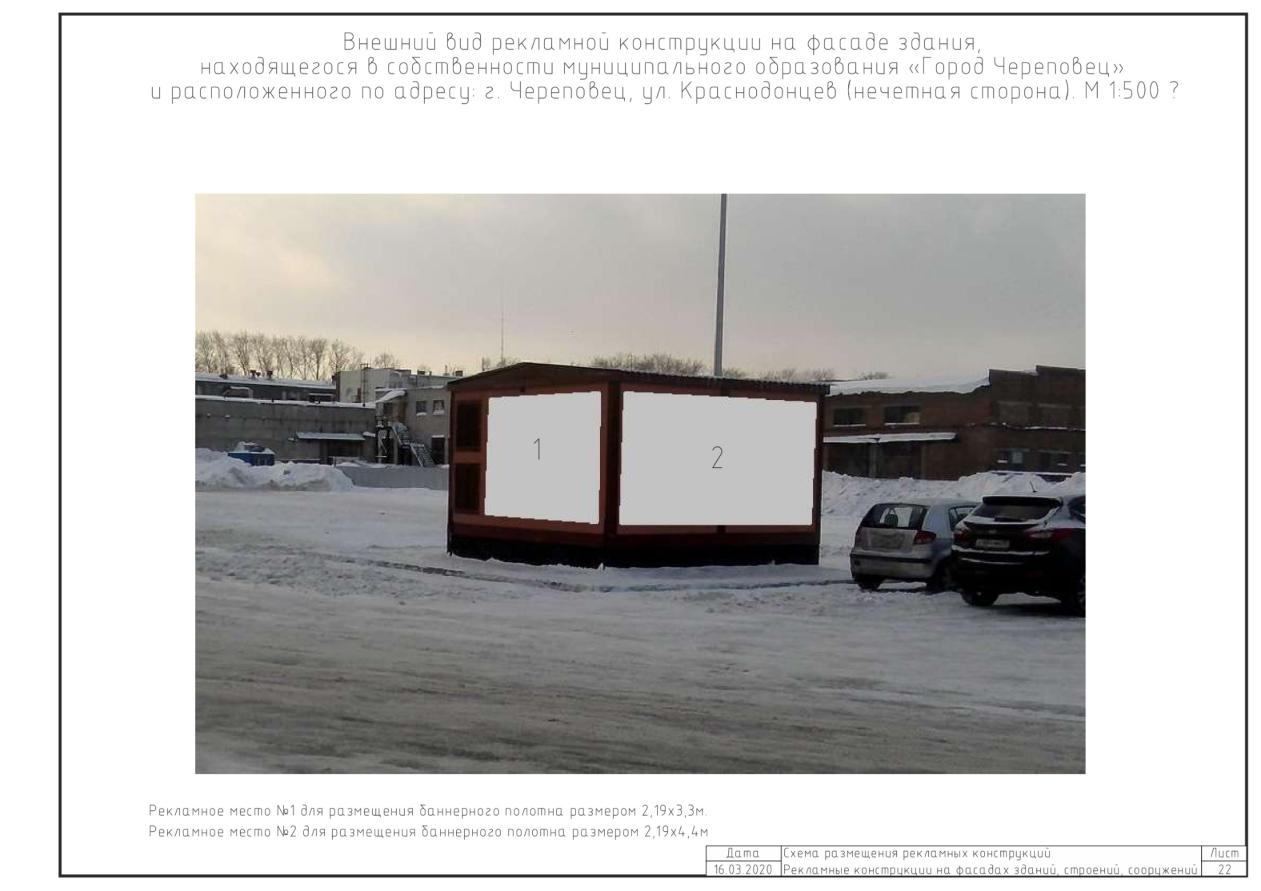 Внешний вид рекламной конструкции на фасаде здания,
находящегося в собственности муниципального образования «Город Череповец»
и расположенного по адресу: г. Череповец, ул. Краснодонцев (нечетная сторона). М 1:500 ?
1
2
Рекламное место №1 для размещения баннерного полотна размером 2,19х3,3м.
Рекламное место №2 для размещения баннерного полотна размером 2,19х4,4м
Дата Схема размещения рекламных конструкций Лист
16.03.2020 Рекламные конструкции на фасадах зданий, строений, сооружений 22